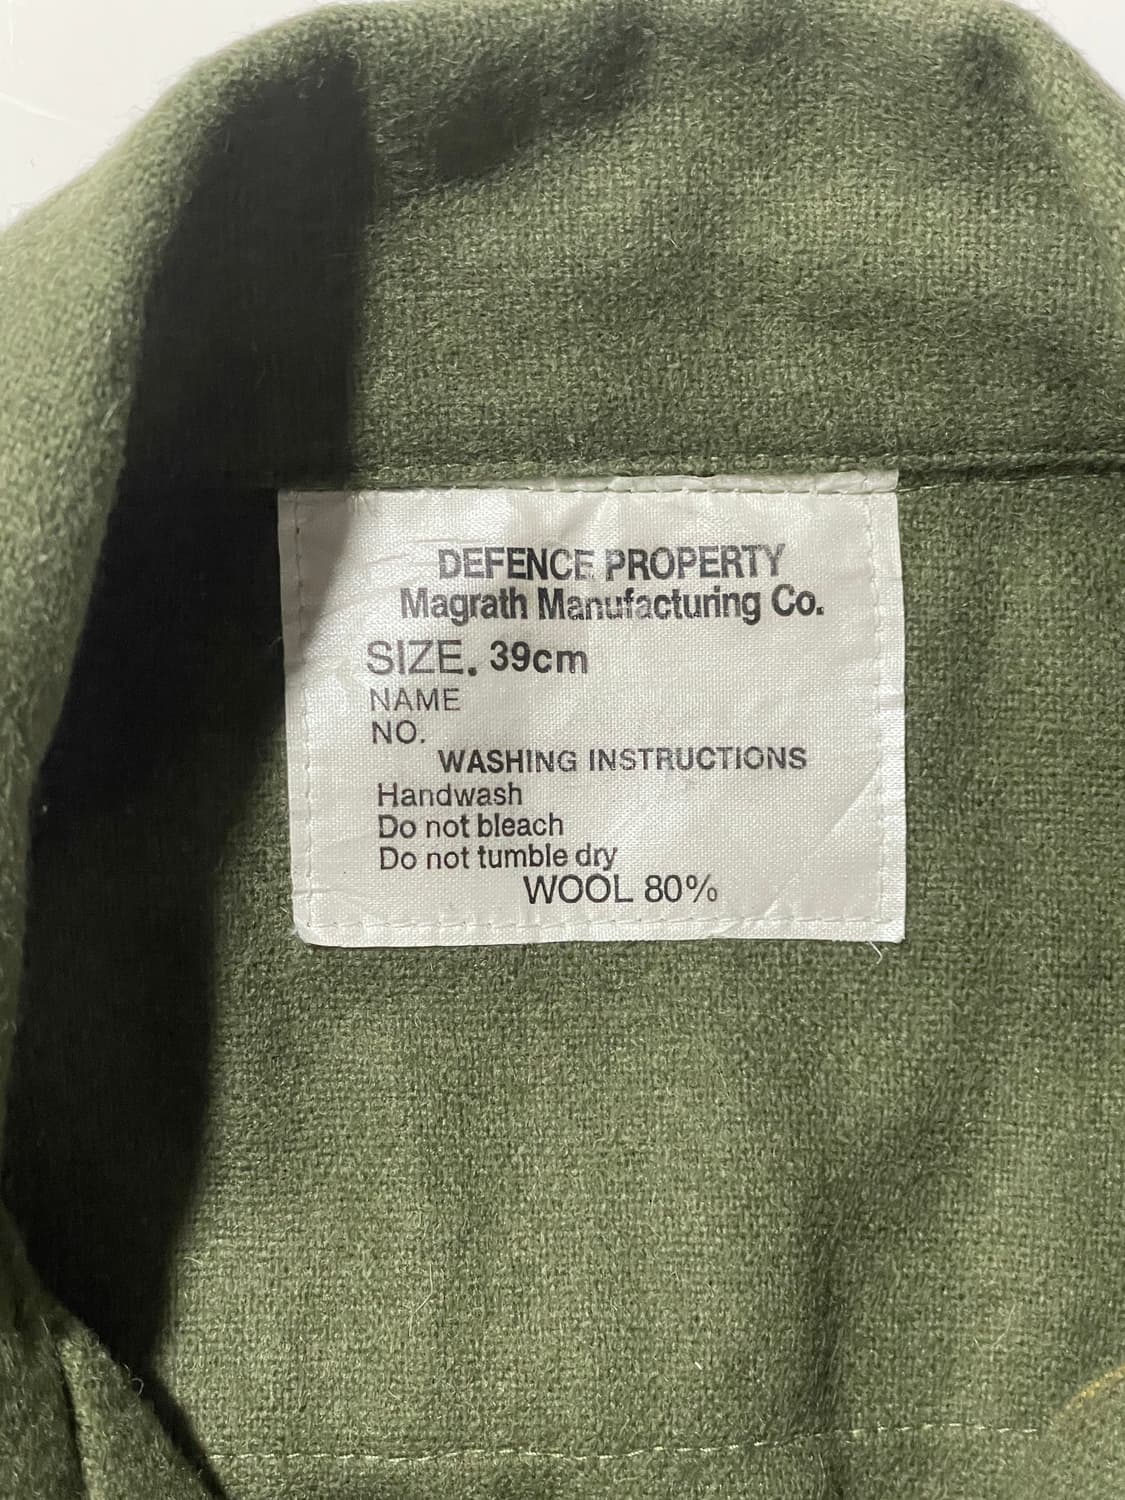 DEFENCE PROPERTY
Magrath Manufacturing Co.
SIZE. 39cm
NAME
NO.
WASHING INSTRUCTIONS
Handwash
Do not bleach
Do not tumble dry
WOOL 80%